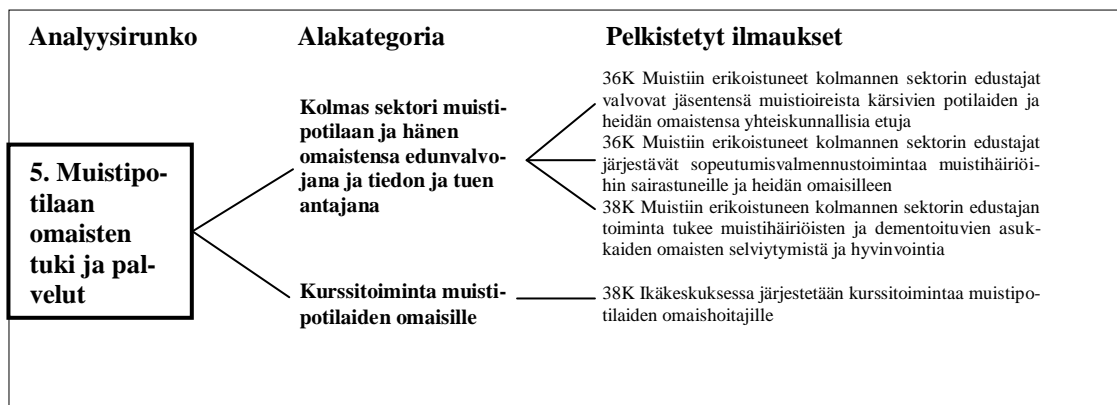 Analyysirunko
Alakategoria
Pelkistetyt ilmaukset
5. Muistipo-
tilaan
omaisten
tuki ja pal-
velut
Kolmas sektori muisti-
potilaan ja hänen
omaistensa edunvalvo-
jana ja tiedon ja tuen
antajana
36K Muistiin erikoistuneet kolmannen sektorin edustajat
valvovat jäsentensä muistioireista kärsivien potilaiden ja
heidän omaistensa yhteiskunnallisia etuja
36K Muistiin erikoistuneet kolmannen sektorin edustajat
järjestävät sopeutumisvalmennustoimintaa muistihäiriöi-
hin sairastuneille ja heidän omaisilleen
38K Muistiin erikoistuneen kolmannen sektorin edustajan
toiminta tukee muistihäiriöisten ja dementoituvien asuk-
kaiden omaisten selviytymistä ja hyvinvointia
Kurssitoiminta muisti-
potilaiden omaisille
38K Ikäkeskuksessa järjestetään kurssitoimintaa muistipo-
tilaiden omaishoitajille